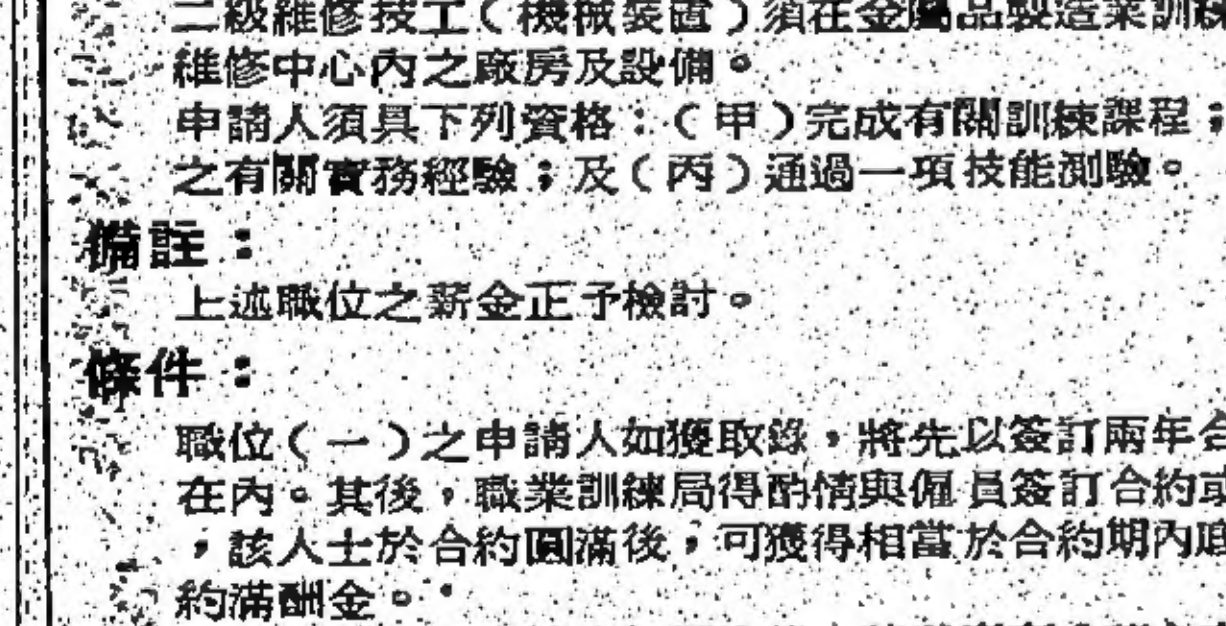 二級維修技工（機械裝置）須在金屬品製造業訓練
維修中心內之廠房及設備。
申請人須具下列資格：（甲）完成有關訓練課程；
之有關實務經驗；及（丙）通過一項技能測驗。
備註：
上述職位之薪金正予檢討。
條件：
職位（一）之申請人如獲取錄，將先以簽訂兩年合
在內。其後，職業訓練局得酌情與僱員簽訂合約或
，該人士於合約圓滿後，可獲得相當於合約期內底
約滿酬金。